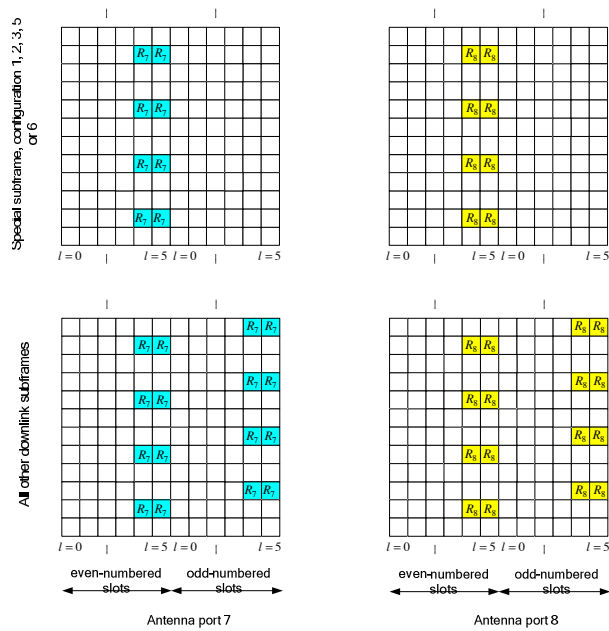 Special subframe, configuration 1, 2, 3, 5
or 6
R7 R7 R8 R8
R7 R7 R8 R8
R7 R7 R8 R8
R7 R7 R8 R8
l = 0 l = 5 l = 0 l = 5 l = 0 l = 5 l = 0 l = 5
All other downlink subframes
R7 R7 R8 R8
R7 R7 R8 R8
R7 R7 R8 R8
R7 R7 R8 R8
R7 R7 R8 R8
R7 R7 R8 R8
R7 R7 R8 R8
R7 R7 R8 R8
l = 0 l = 5 l = 0 l = 5 l = 0 l = 5 l = 0 l = 5
even-numbered slots odd-numbered slots even-numbered slots odd-numbered slots
Antenna port 7 Antenna port 8